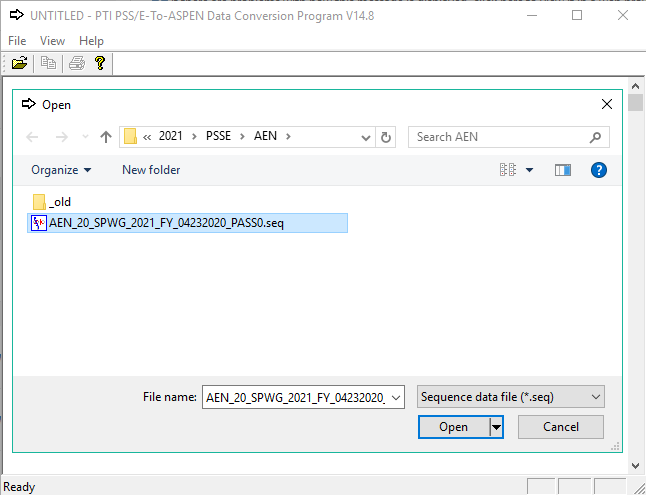 UNTITLED - PTI PSS/E-To-ASPEN Data Conversion Program V14.8
File View Help
Open
« 2021 > PSSE > AEN >
Search AEN
Organize New folder
_old
AEN_20_SPWG_2021_FY_04232020_PASS0.seq
File name: AEN_20_SPWG_2021_FY_04232020_ Sequence data file (*.seq)
Open Cancel
Ready